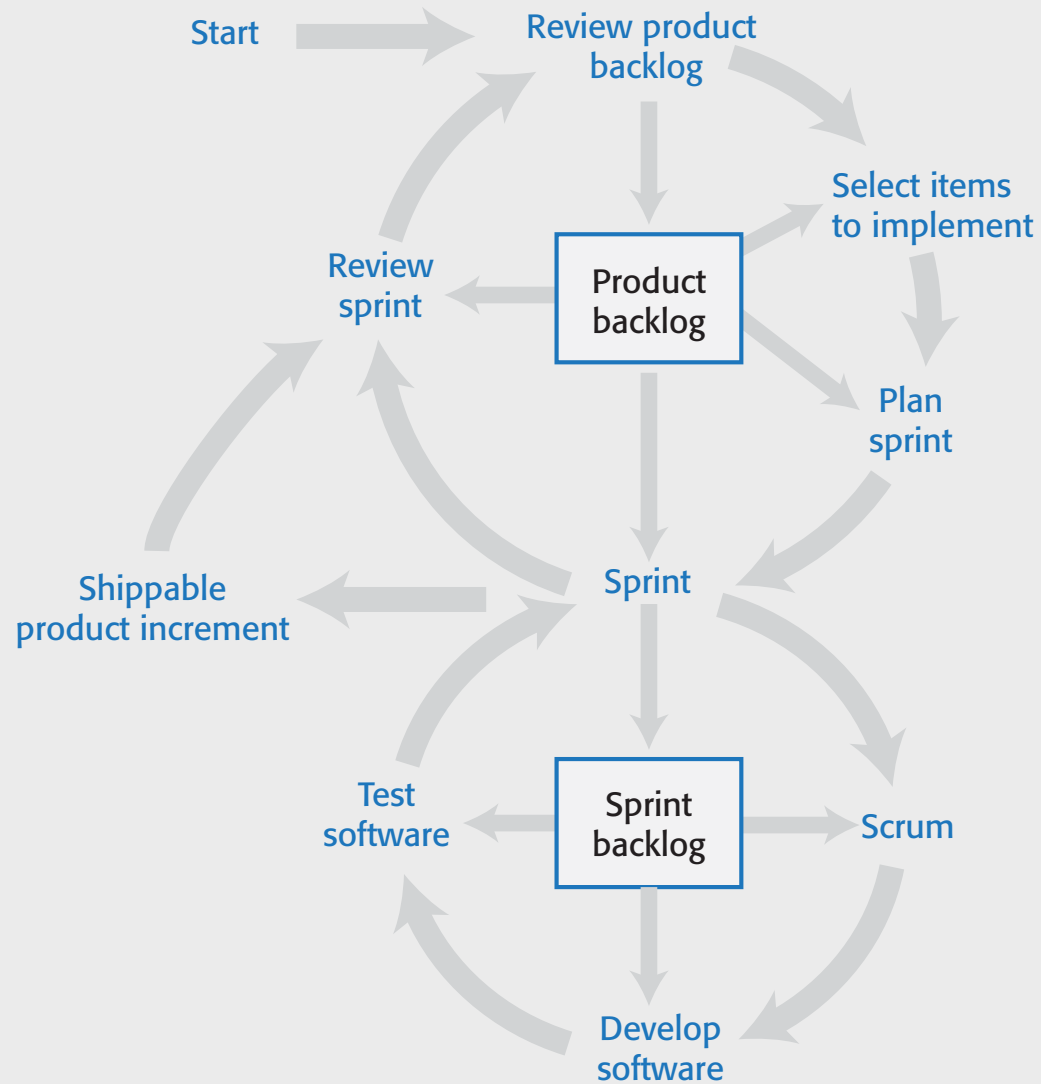 Start
Review product
backlog
Select items
to implement
Review
sprint
Product
backlog
Plan
sprint
Shippable
product increment
Sprint
Test
software
Sprint
backlog
Scrum
Develop
software